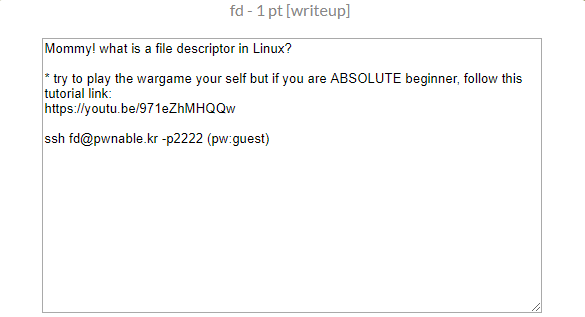 fd - 1 pt [writeup]
Mommy! what is a file descriptor in Linux?
* try to play the wargame your self but if you are ABSOLUTE beginner, follow this
tutorial link:
https://youtu.be/971eZhMHQQw
ssh fd@pwnable.kr -p2222 (pw:guest)